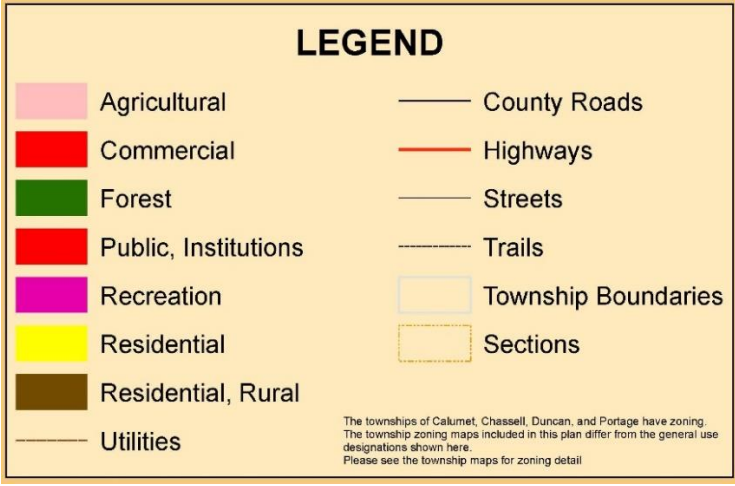 LEGEND
Agricultural
Commercial
Forest
Public, Institutions
Recreation
Residential
Residential, Rural
Utilities
County Roads
Highways
Streets
Trails
Township Boundaries
Sections
The townships of Calumet, Chassell, Duncan, and Portage have zoning.
The township zoning maps included in this plan differ from the general use
designations shown here.
Please see the township maps for zoning detail